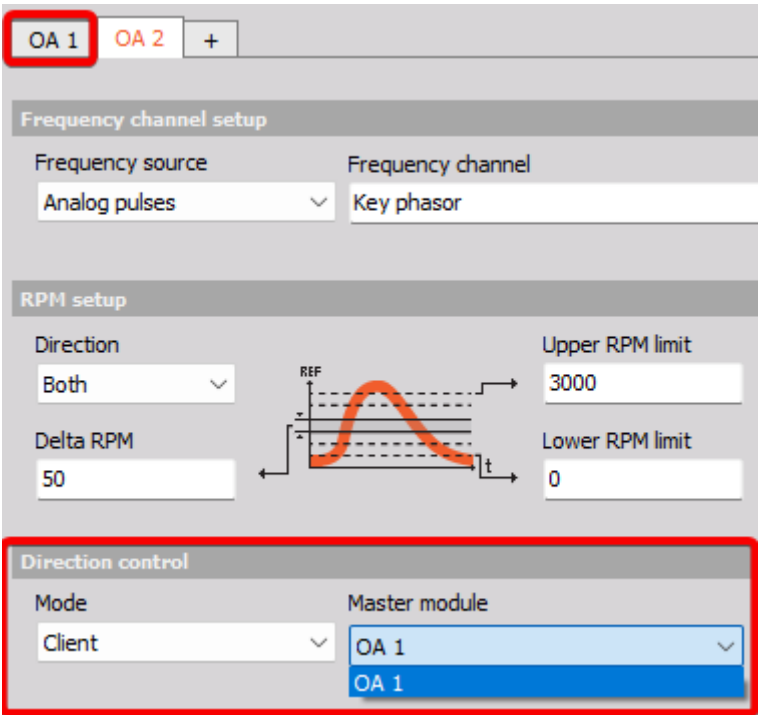 OA 1 OA 2 +
Frequency channel setup
Frequency source Frequency channel
Analog pulses Key phasor
RPM setup
Direction Upper RPM limit
Both REF 3000
Delta RPM Lower RPM limit
50 t 0
Direction control
Mode Master module
Client OA 1
OA 1